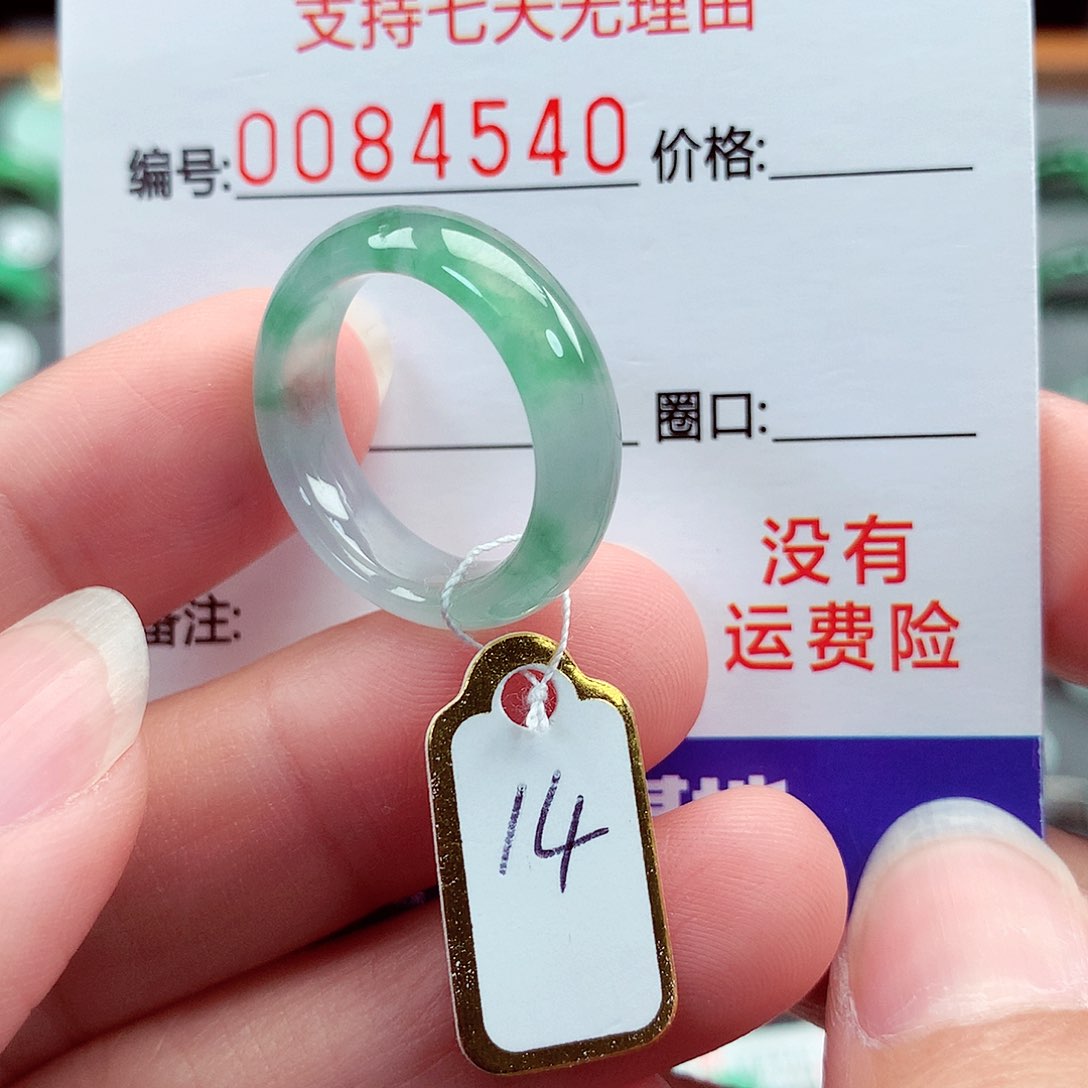 支持七天无理由
编号:0084540 价格:
圈口:
备注:
没有
运费险
14